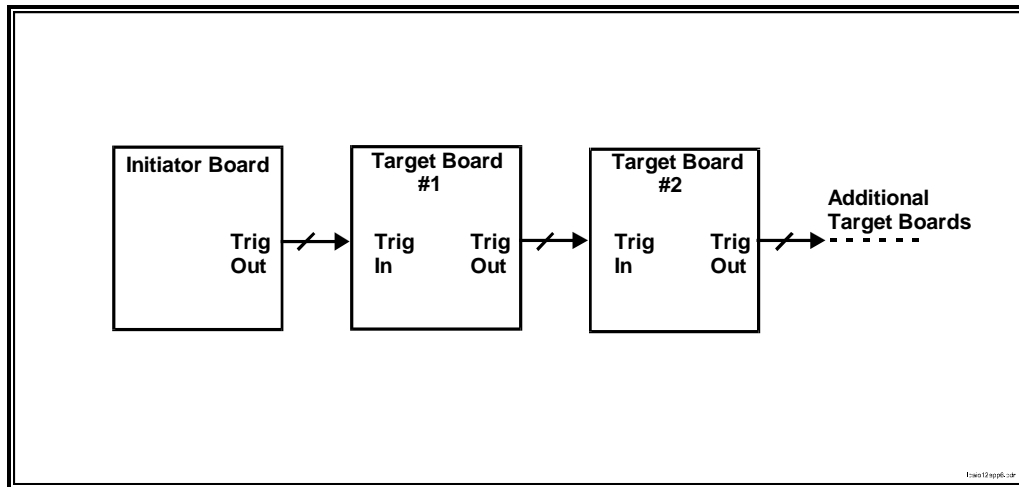 Initiator Board
Trig
Out
Target Board
#1
Trig
In
Trig
Out
Target Board
#2
Trig
In
Trig
Out
Additional
Target Boards